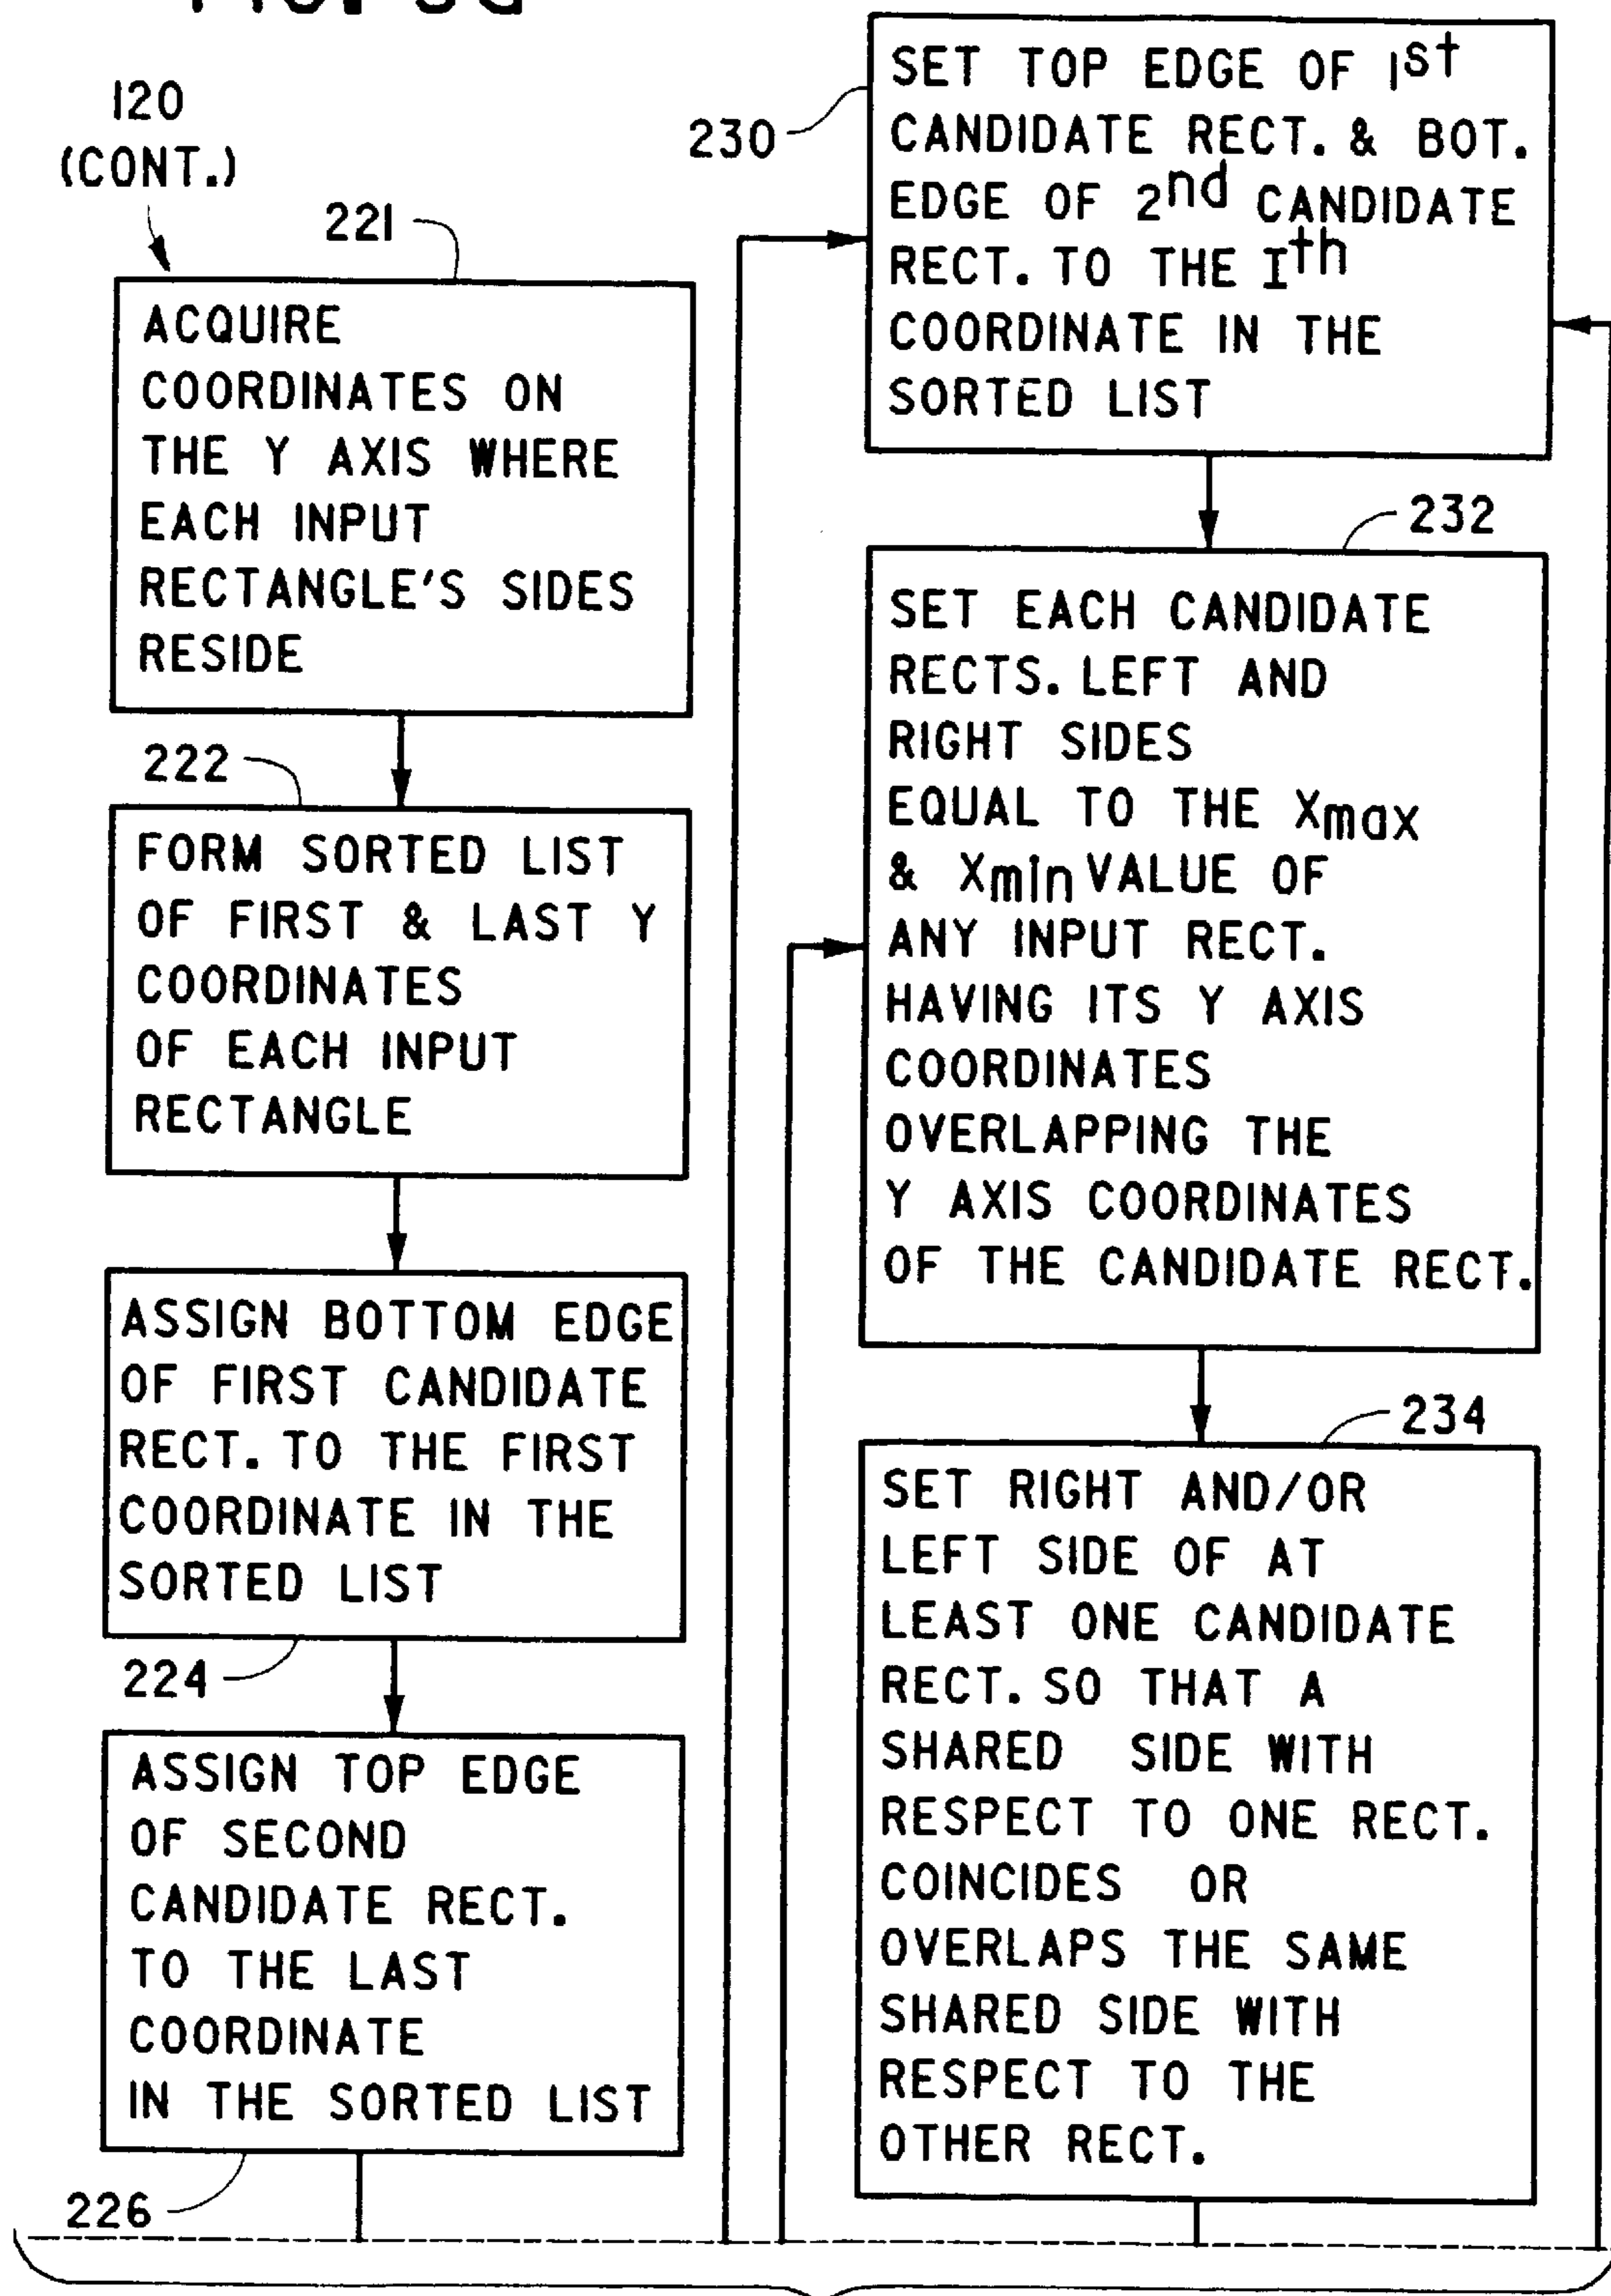 120
(CONT.)
221
ACQUIRE
COORDINATES ON
THE Y AXIS WHERE
EACH INPUT
RECTANGLE'S SIDES
RESIDE
222
FORM SORTED LIST
OF FIRST & LAST Y
COORDINATES
OF EACH INPUT
RECTANGLE
ASSIGN BOTTOM EDGE
OF FIRST CANDIDATE
RECT. TO THE FIRST
COORDINATE IN THE
SORTED LIST
224
ASSIGN TOP EDGE
OF SECOND
CANDIDATE RECT.
TO THE LAST
COORDINATE
IN THE SORTED LIST
226
230
SET TOP EDGE OF 1st
CANDIDATE RECT. & BOT.
EDGE OF 2nd CANDIDATE
RECT. TO THE Ith
COORDINATE IN THE
SORTED LIST
232
SET EACH CANDIDATE
RECTS. LEFT AND
RIGHT SIDES
EQUAL TO THE Xmax
& Xmin VALUE OF
ANY INPUT RECT.
HAVING ITS Y AXIS
COORDINATES
OVERLAPPING THE
Y AXIS COORDINATES
OF THE CANDIDATE RECT.
234
SET RIGHT AND/OR
LEFT SIDE OF AT
LEAST ONE CANDIDATE
RECT. SO THAT A
SHARED SIDE WITH
RESPECT TO ONE RECT.
COINCIDES OR
OVERLAPS THE SAME
SHARED SIDE WITH
RESPECT TO THE
OTHER RECT.